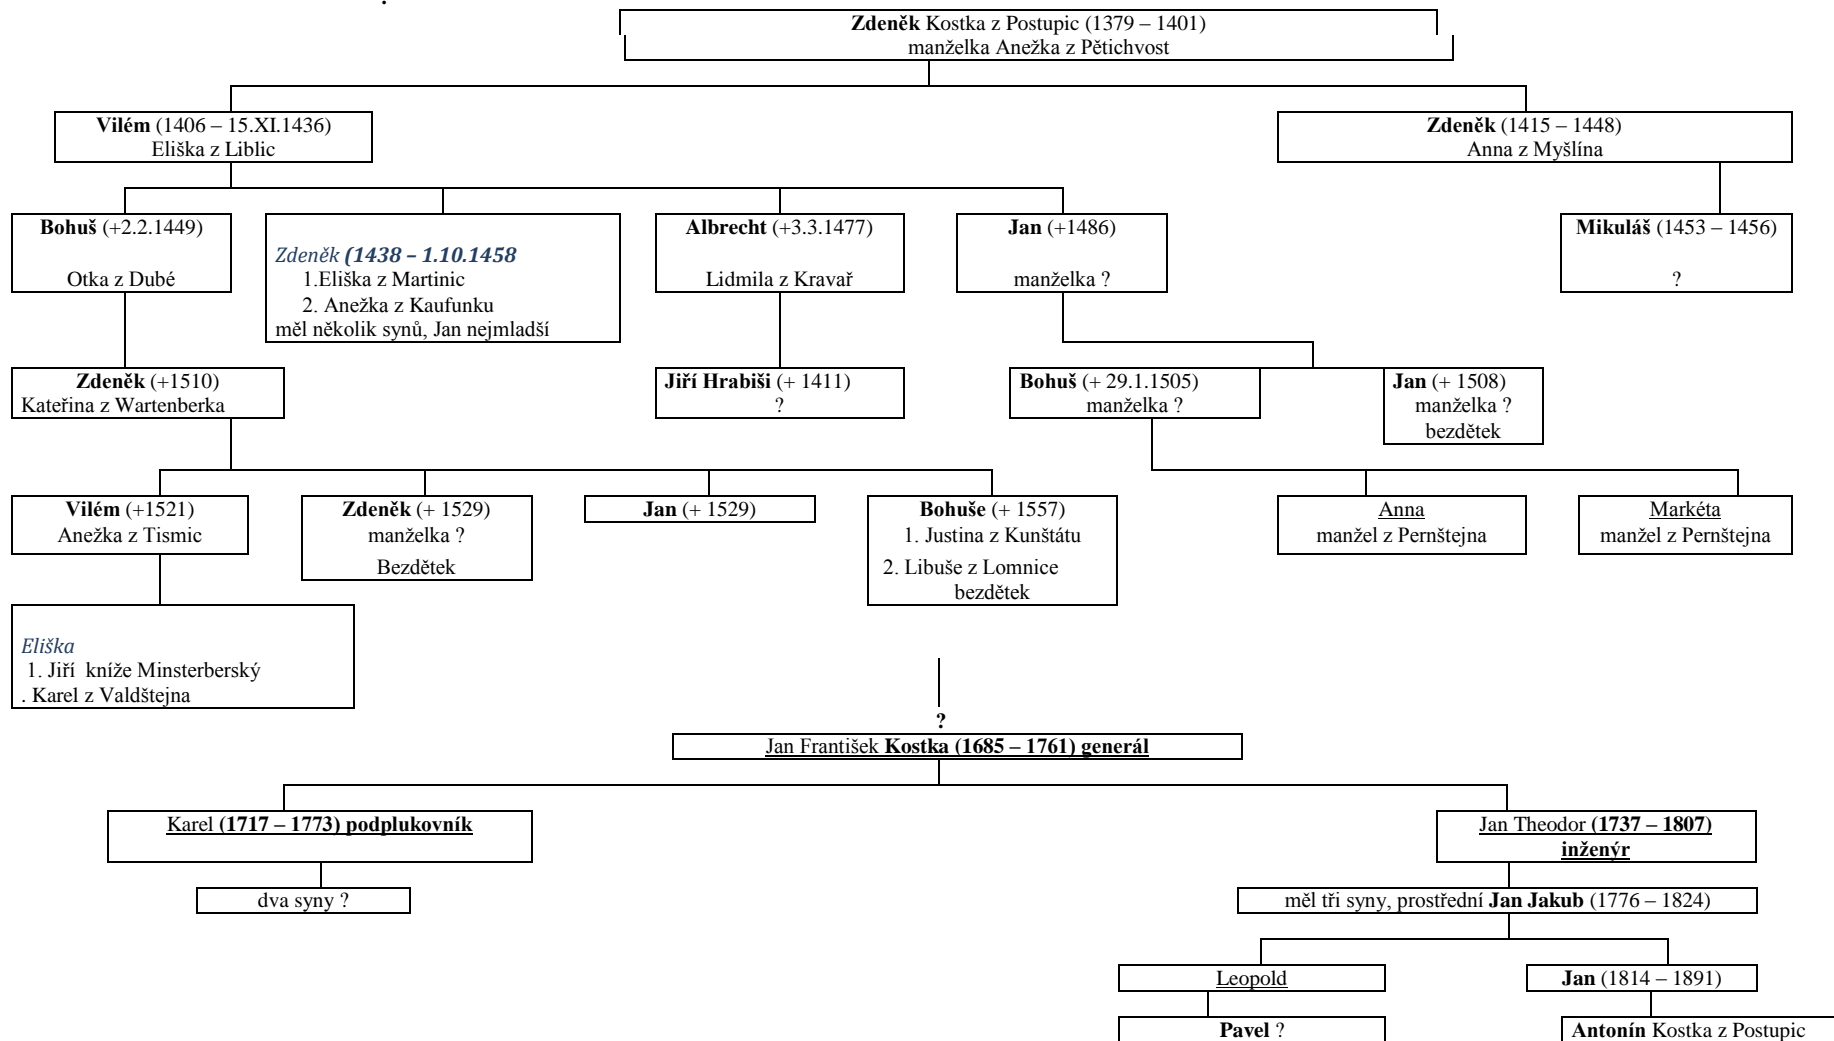 Zdeněk Kostka z Postupic (1379 – 1401)
manželka Anežka z Pětichvost
Vilém (1406 – 15.XI.1436)
Eliška z Liblic
Zdeněk (1415 – 1448)
Anna z Myšlína
Bohuš (+2.2.1449)
Otka z Dubé
Zdeněk (1438 – 1.10.1458
1.Eliška z Martinic
2. Anežka z Kaufunku
měl několik synů, Jan nejmladší
Albrecht (+3.3.1477)
Lidmila z Kravař
Jan (+1486)
manželka ?
Mikuláš (1453 – 1456)
?
Zdeněk (+1510)
Kateřina z Wartenberka
Jiří Hrabiši (+ 1411)
?
Bohuš (+ 29.1.1505)
manželka ?
Jan (+ 1508)
manželka ?
bezdětek
Vilém (+1521)
Anežka z Tismic
Zdeněk (+ 1529)
manželka ?
Bezdětek
Jan (+ 1529)
Bohuše (+ 1557)
1. Justina z Kunštátu
2. Libuše z Lomnice
bezdětek
Anna
manžel z Pernštejna
Markéta
manžel z Pernštejna
Eliška
1. Jiří kníže Minsterberský
. Karel z Valdštejna
?
Jan František Kostka (1685 – 1761) generál
Karel (1717 – 1773) podplukovník
Jan Theodor (1737 – 1807)
inženýr
dva syny ?
měl tři syny, prostřední Jan Jakub (1776 – 1824)
Leopold
Jan (1814 – 1891)
Pavel ?
Antonín Kostka z Postupic